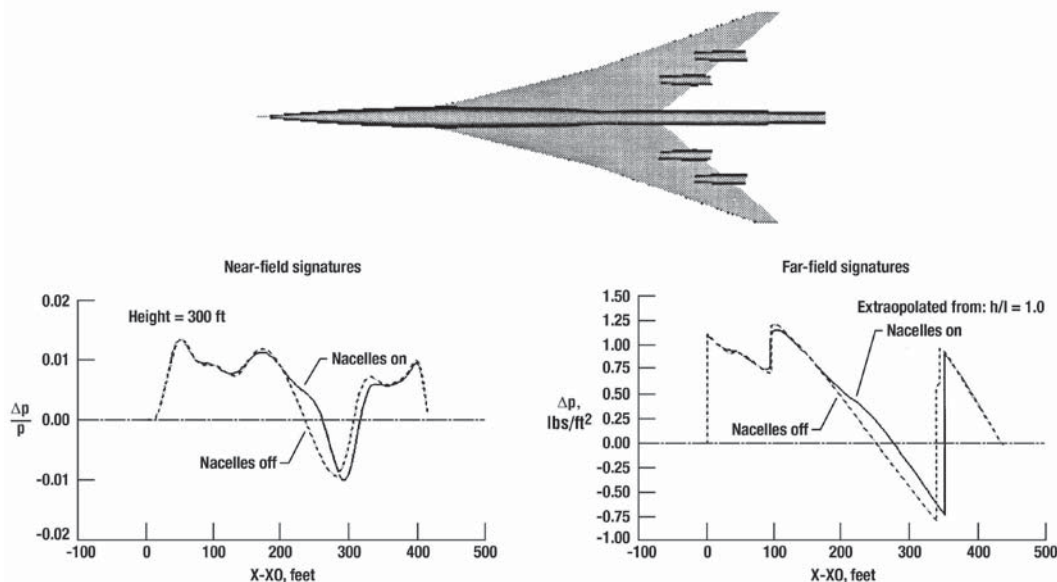 Near-field signatures
0.02
0.01
0.00
-0.01
-0.02
Δp
p
Height = 300 ft
Nacelles on
Nacelles off
-100 0 100 200 300 400 500
X-XO, feet
Far-field signatures
1.50
1.25
1.00
0.75
0.50
0.25
0.00
-0.25
-0.50
-0.75
-1.00
Δp,
lbs/ft²
Extraopolated from: h/l = 1.0
Nacelles on
Nacelles off
-100 0 100 200 300 400 500
X-XO, feet